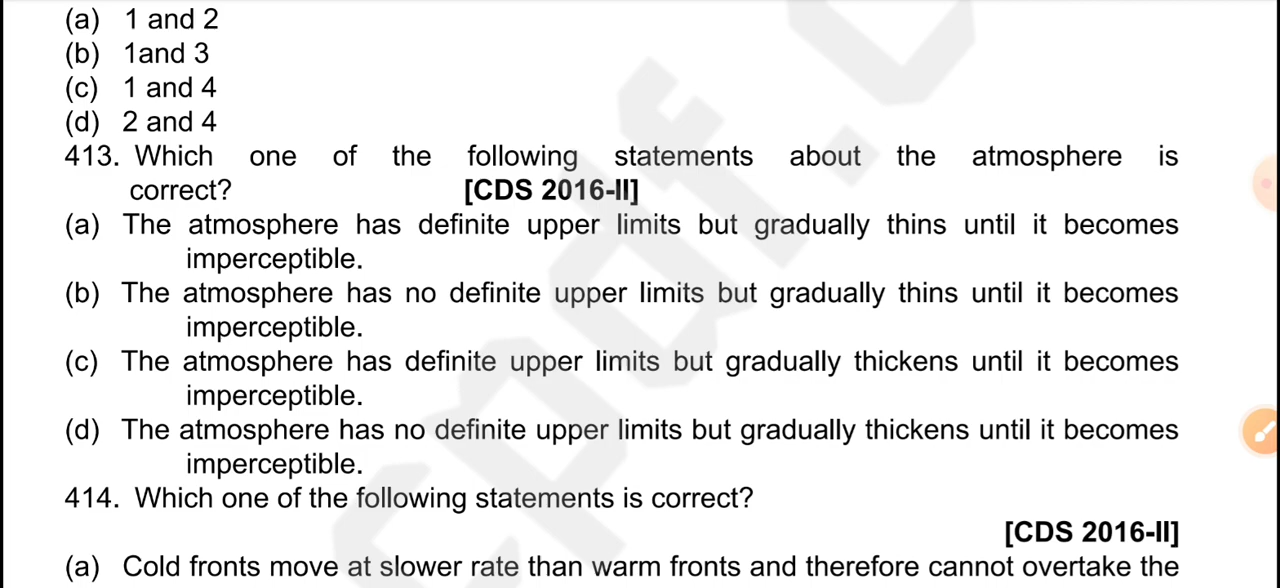 (a) 1 and 2
(b) 1and 3
(c) 1 and 4
(d) 2 and 4
413. Which one of the following statements about the atmosphere is
correct? [CDS 2016-II]
(a) The atmosphere has definite upper limits but gradually thins until it becomes
imperceptible.
(b) The atmosphere has no definite upper limits but gradually thins until it becomes
imperceptible.
(c) The atmosphere has definite upper limits but gradually thickens until it becomes
imperceptible.
(d) The atmosphere has no definite upper limits but gradually thickens until it becomes
imperceptible.
414. Which one of the following statements is correct?
[CDS 2016-II]
(a) Cold fronts move at slower rate than warm fronts and therefore cannot overtake the